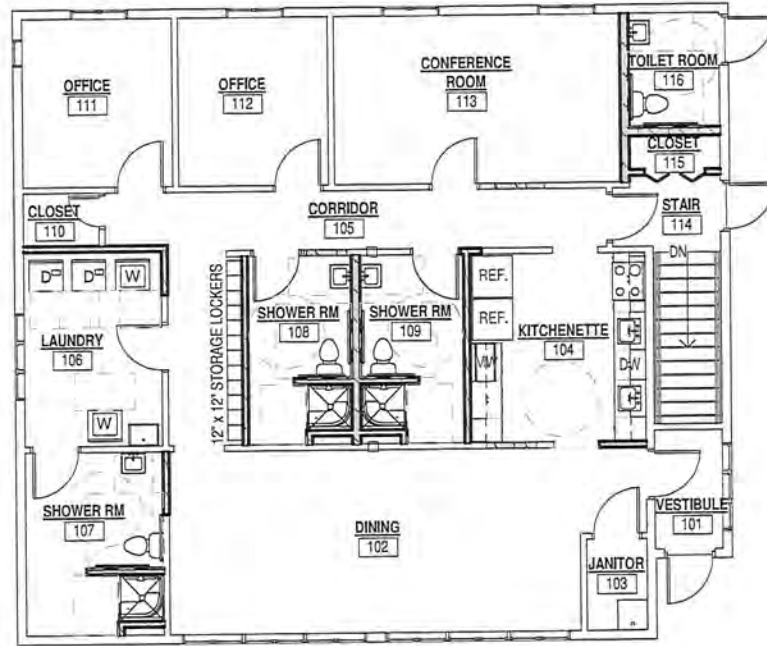 OFFICE
111
OFFICE
112
CONFERENCE
ROOM
113
TOILET ROOM
116
CLOSET
115
CLOSET
110
CORRIDOR
105
STAIR
114
DN
D
D
W
12" x 12" STORAGE LOCKERS
SHOWER RM
108
SHOWER RM
109
REF.
REF.
KITCHENETTE
104
LAUNDRY
106
MW
DW
W
SHOWER RM
107
DINING
102
VESTIBULE
101
JANITOR
103